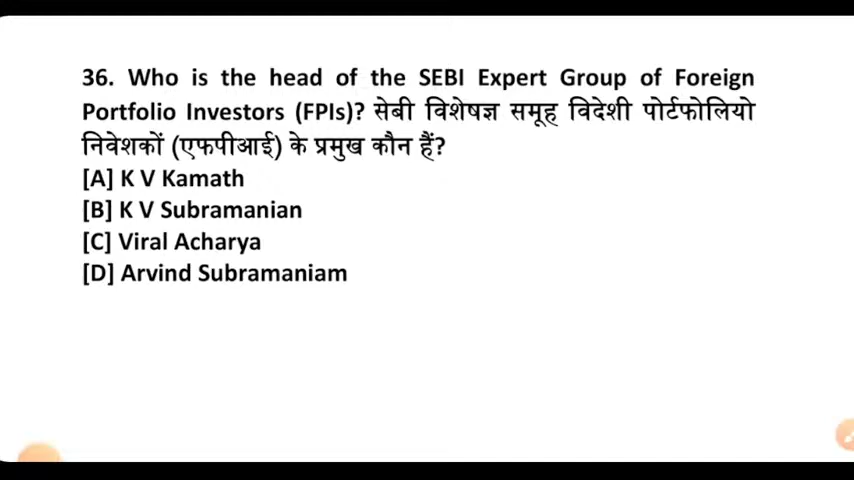 36. Who is the head of the SEBI Expert Group of Foreign
Portfolio Investors (FPIs)? सेबी विशेषज्ञ समूह विदेशी पोर्टफोलियो
निवेशकों (एफपीआई) के प्रमुख कौन हैं?
[A] K V Kamath
[B] K V Subramanian
[C] Viral Acharya
[D] Arvind Subramaniam